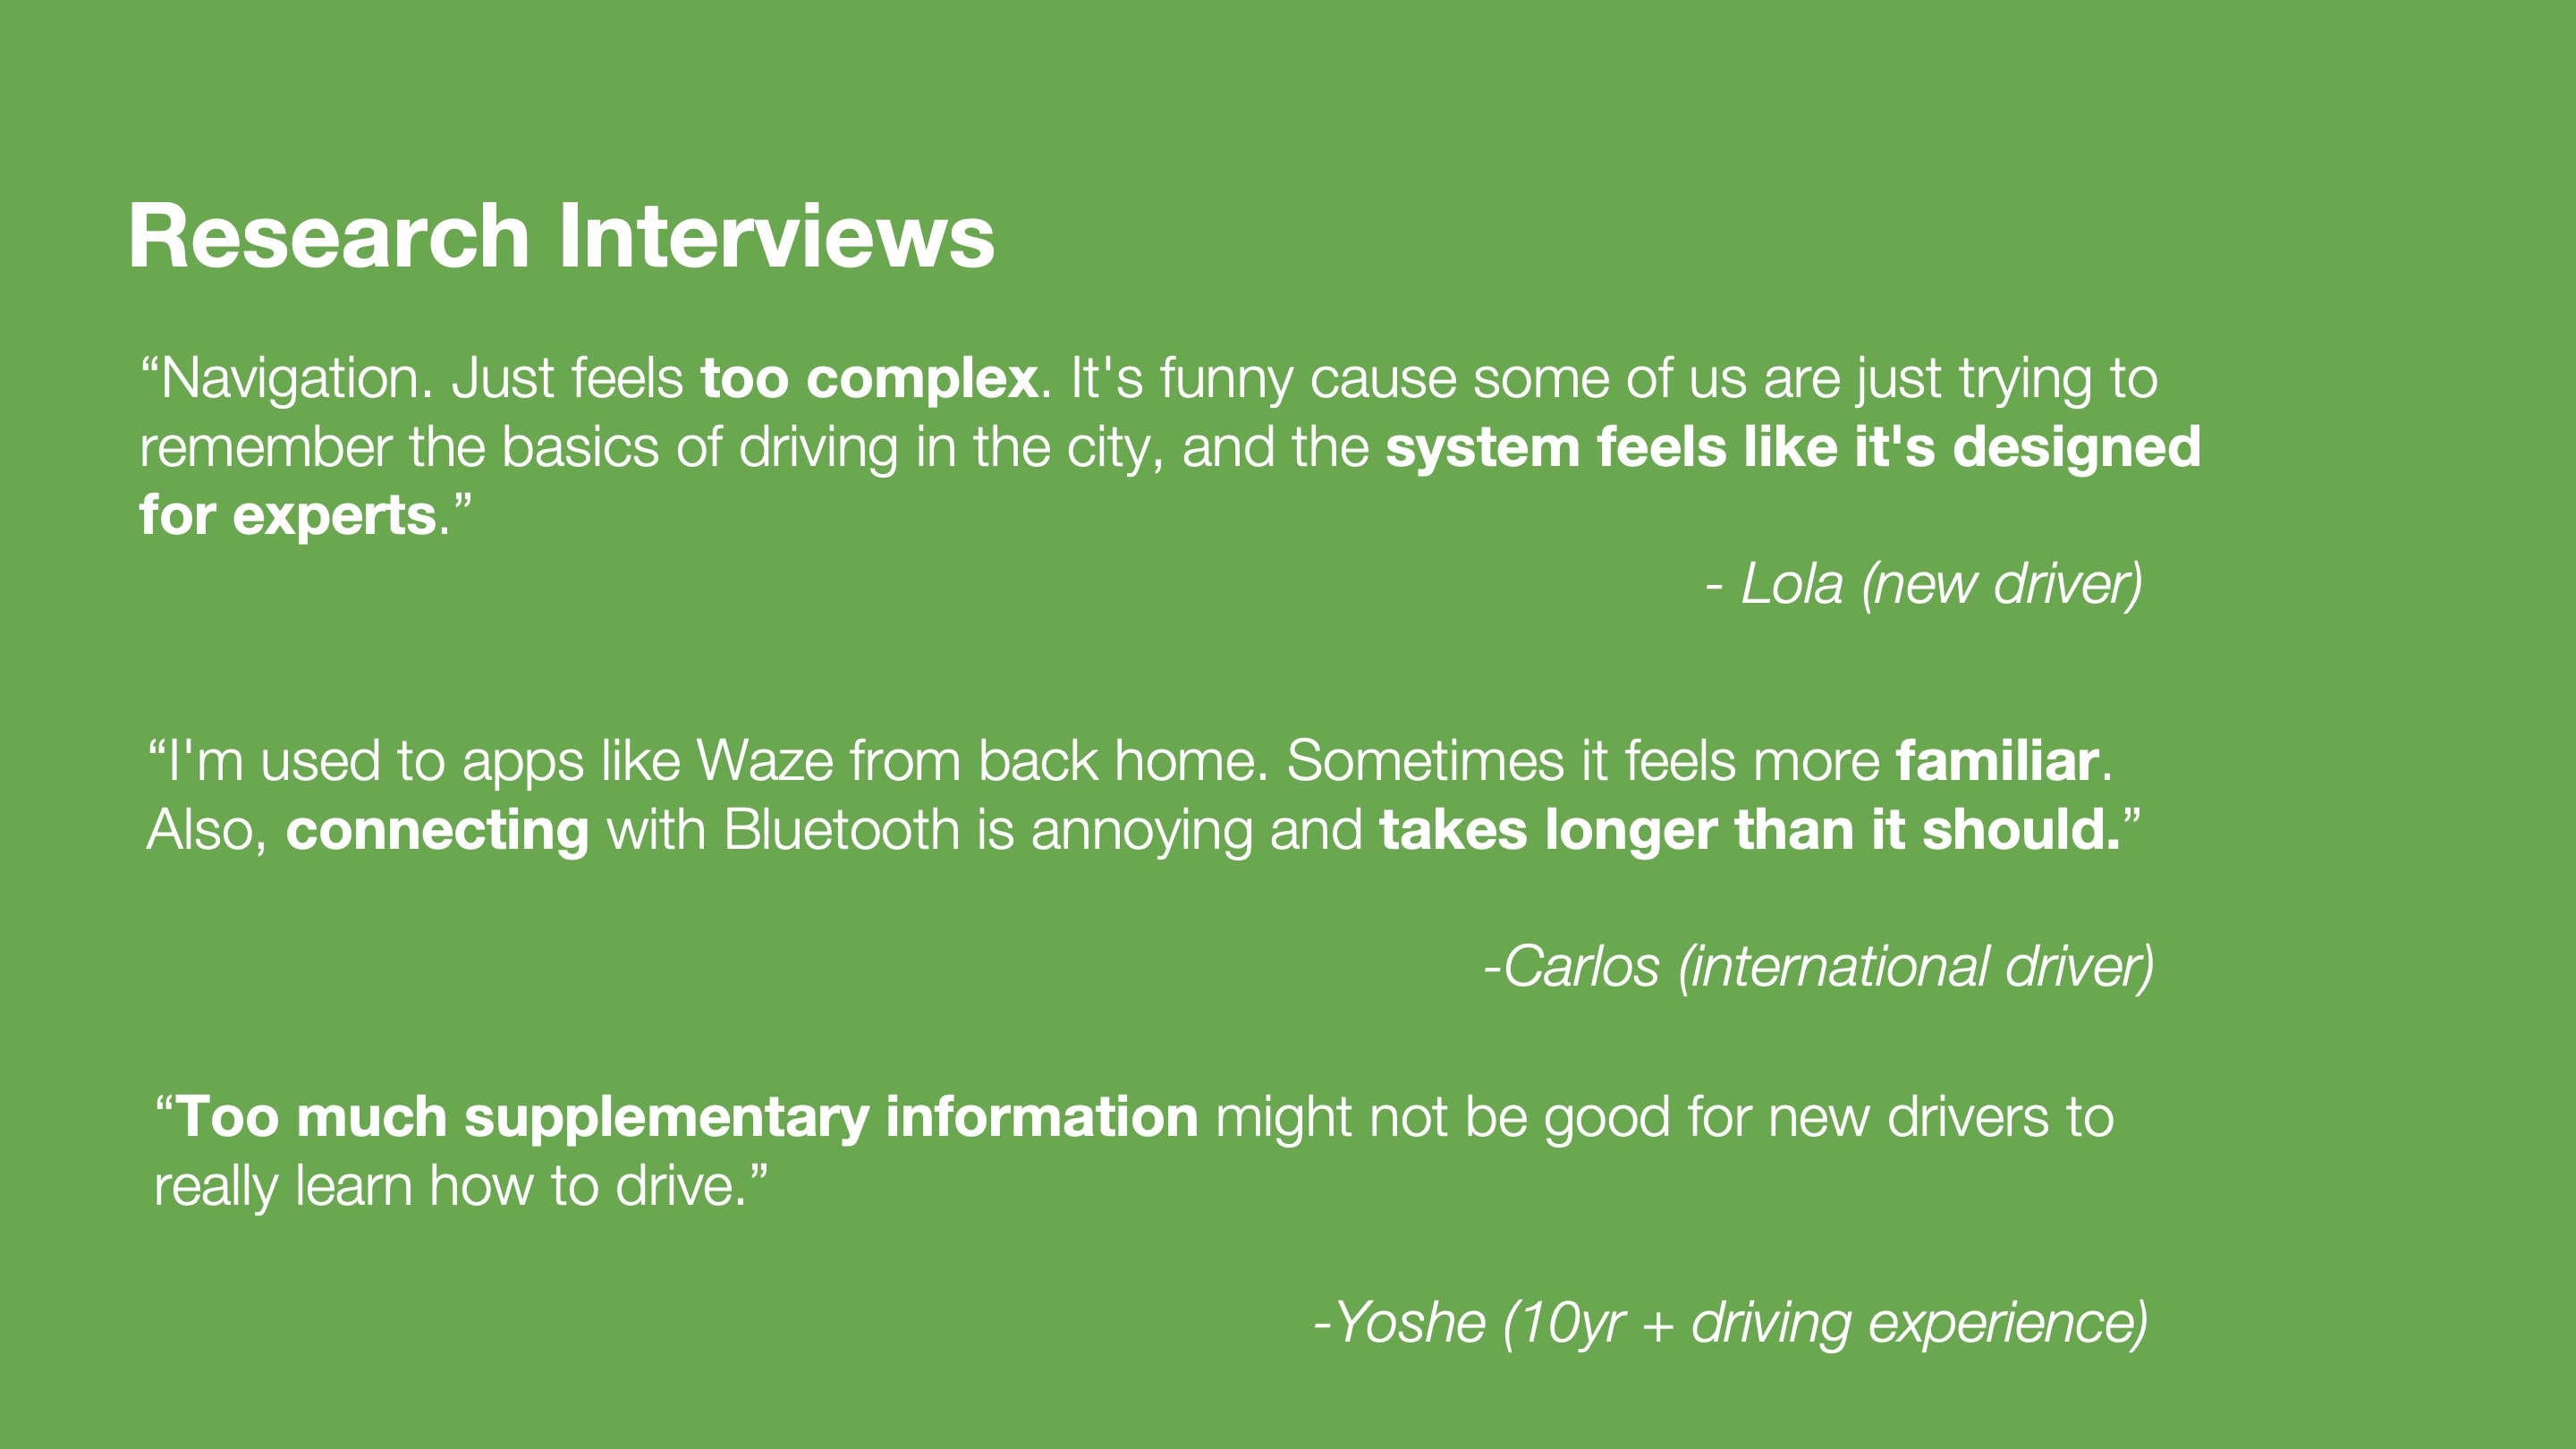 Research Interviews
“Navigation. Just feels too complex. It's funny cause some of us are just trying to
remember the basics of driving in the city, and the system feels like it's designed
for experts.”
- Lola (new driver)
“I'm used to apps like Waze from back home. Sometimes it feels more familiar.
Also, connecting with Bluetooth is annoying and takes longer than it should.”
-Carlos (international driver)
“Too much supplementary information might not be good for new drivers to
really learn how to drive.”
-Yoshe (10yr + driving experience)